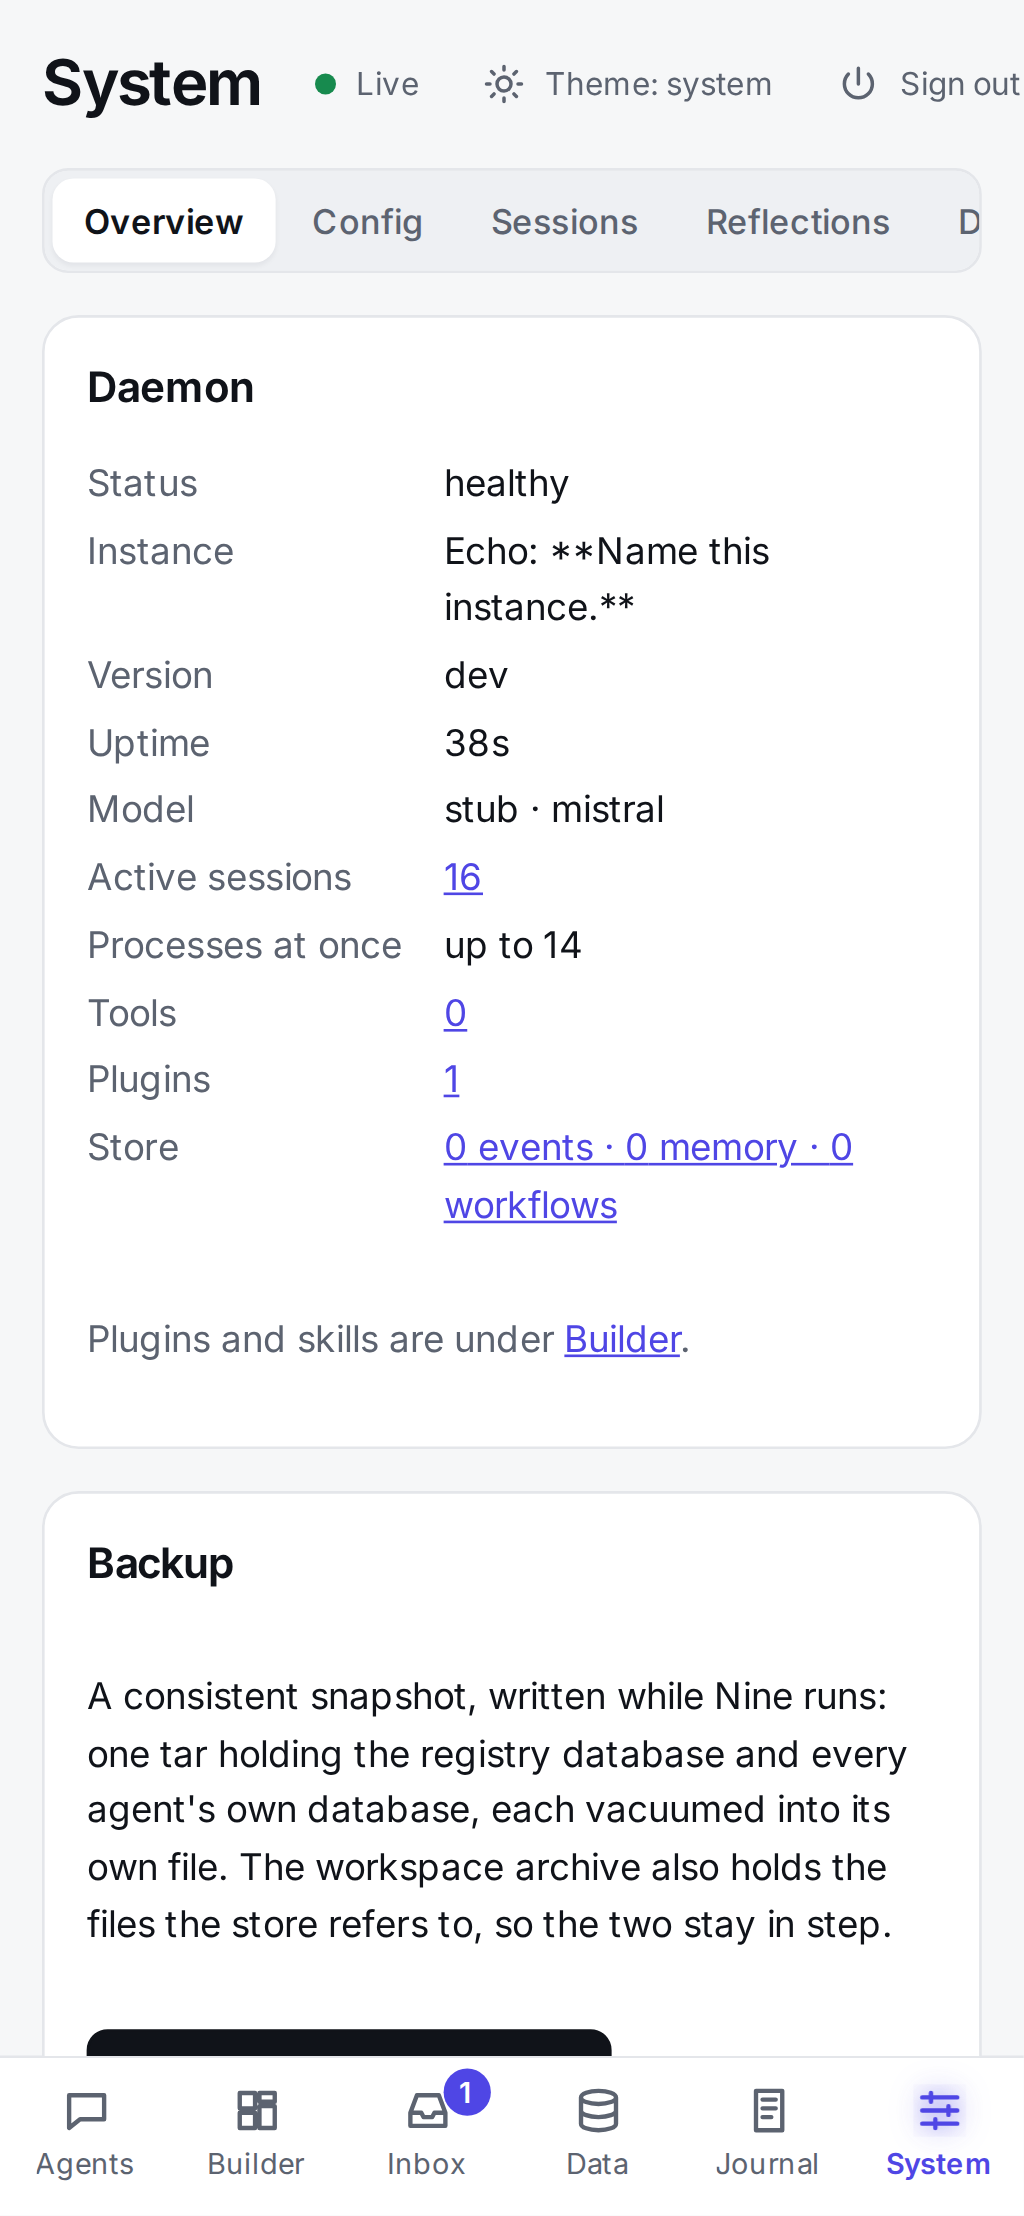 System Live Theme: system Sign out
Overview Config Sessions Reflections D
Daemon
Status healthy
Instance Echo: **Name this
instance.**
Version dev
Uptime 38s
Model stub · mistral
Active sessions 16
Processes at once up to 14
Tools 0
Plugins 1
Store 0 events · 0 memory · 0
workflows
Plugins and skills are under Builder.
Backup
A consistent snapshot, written while Nine runs:
one tar holding the registry database and every
agent's own database, each vacuumed into its
own file. The workspace archive also holds the
files the store refers to, so the two stay in step.
1
Agents Builder Inbox Data Journal System